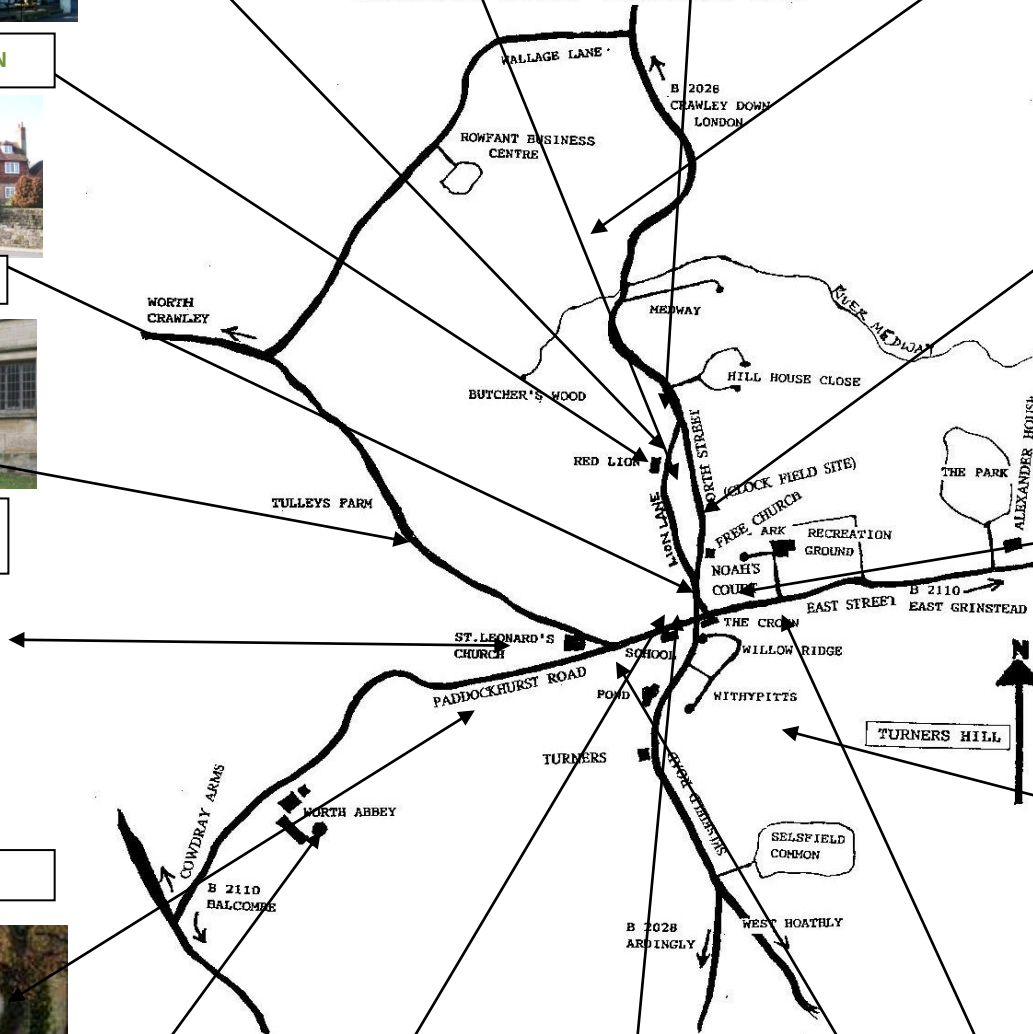 N
WALLAGE LANE
B 2028
CRAWLEY DOWN
LONDON
ROWFANT BUSINESS
CENTRE
WORTH
CRAWLEY
MEDWAY
RIVER MEDWAY
HILL HOUSE CLOSE
BUTCHER'S WOOD
NORTH STREET
RED LION
(CLOCK FIELD SITE)
THE PARK
ALEXANDER HOUSE
TULLEYS FARM
LION LANE
FREE CHURCH
ARK
RECREATION
GROUND
NOAH'S
COURT
B 2110
EAST GRINSTEAD
EAST STREET
THE CROWN
ST.LEONARD'S
CHURCH
SCHOOL
WILLOW RIDGE
N
PADDOCKHURST ROAD
POND
WITHYPITTS
TURNERS HILL
TURNERS
SELSFIELD ROAD
COWDRAY ARMS
WORTH ABBEY
SELSFIELD
COMMON
B 2110
BALCOMBE
B 2028
ARDINGLY
WEST HOATHLY